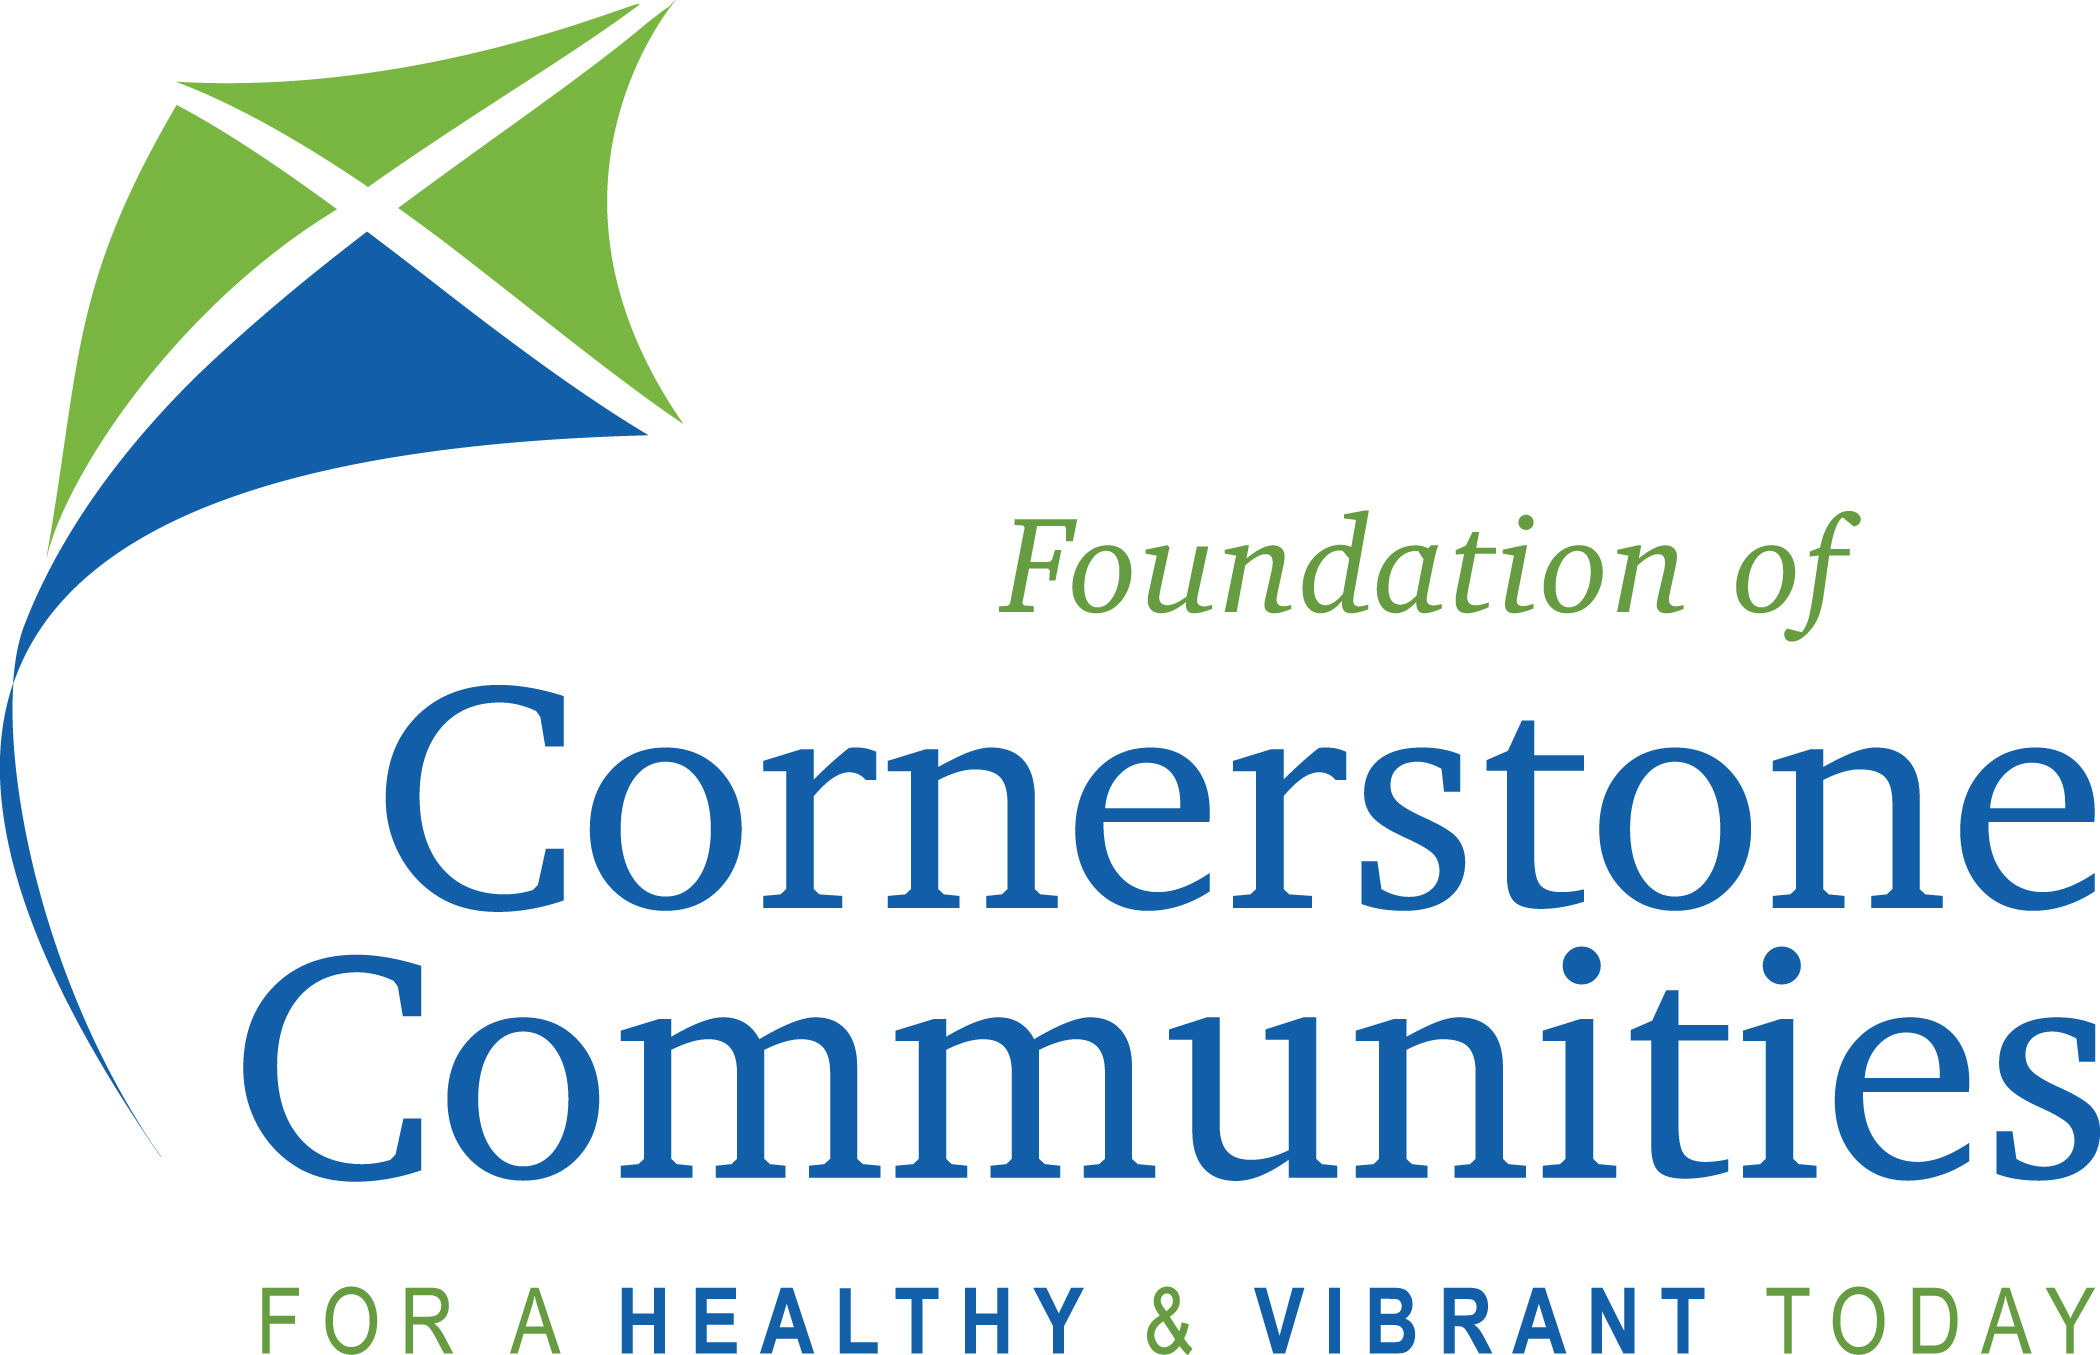 Foundation of
Cornerstone
Communities
FOR A HEALTHY & VIBRANT TODAY